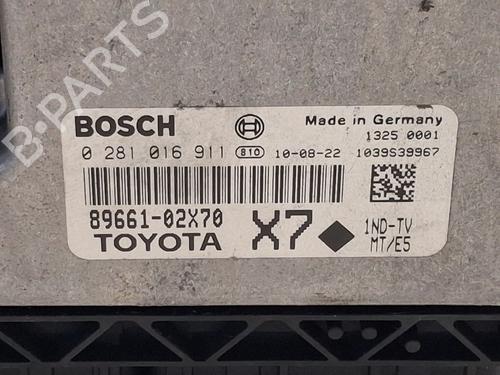 B-PARTS
BOSCH
Made in Germany
1325 0001
0 281 016 911 810 10-08-22 1039S39967
89661-02X70
TOYOTA
X7
1ND-TV
MT/E5